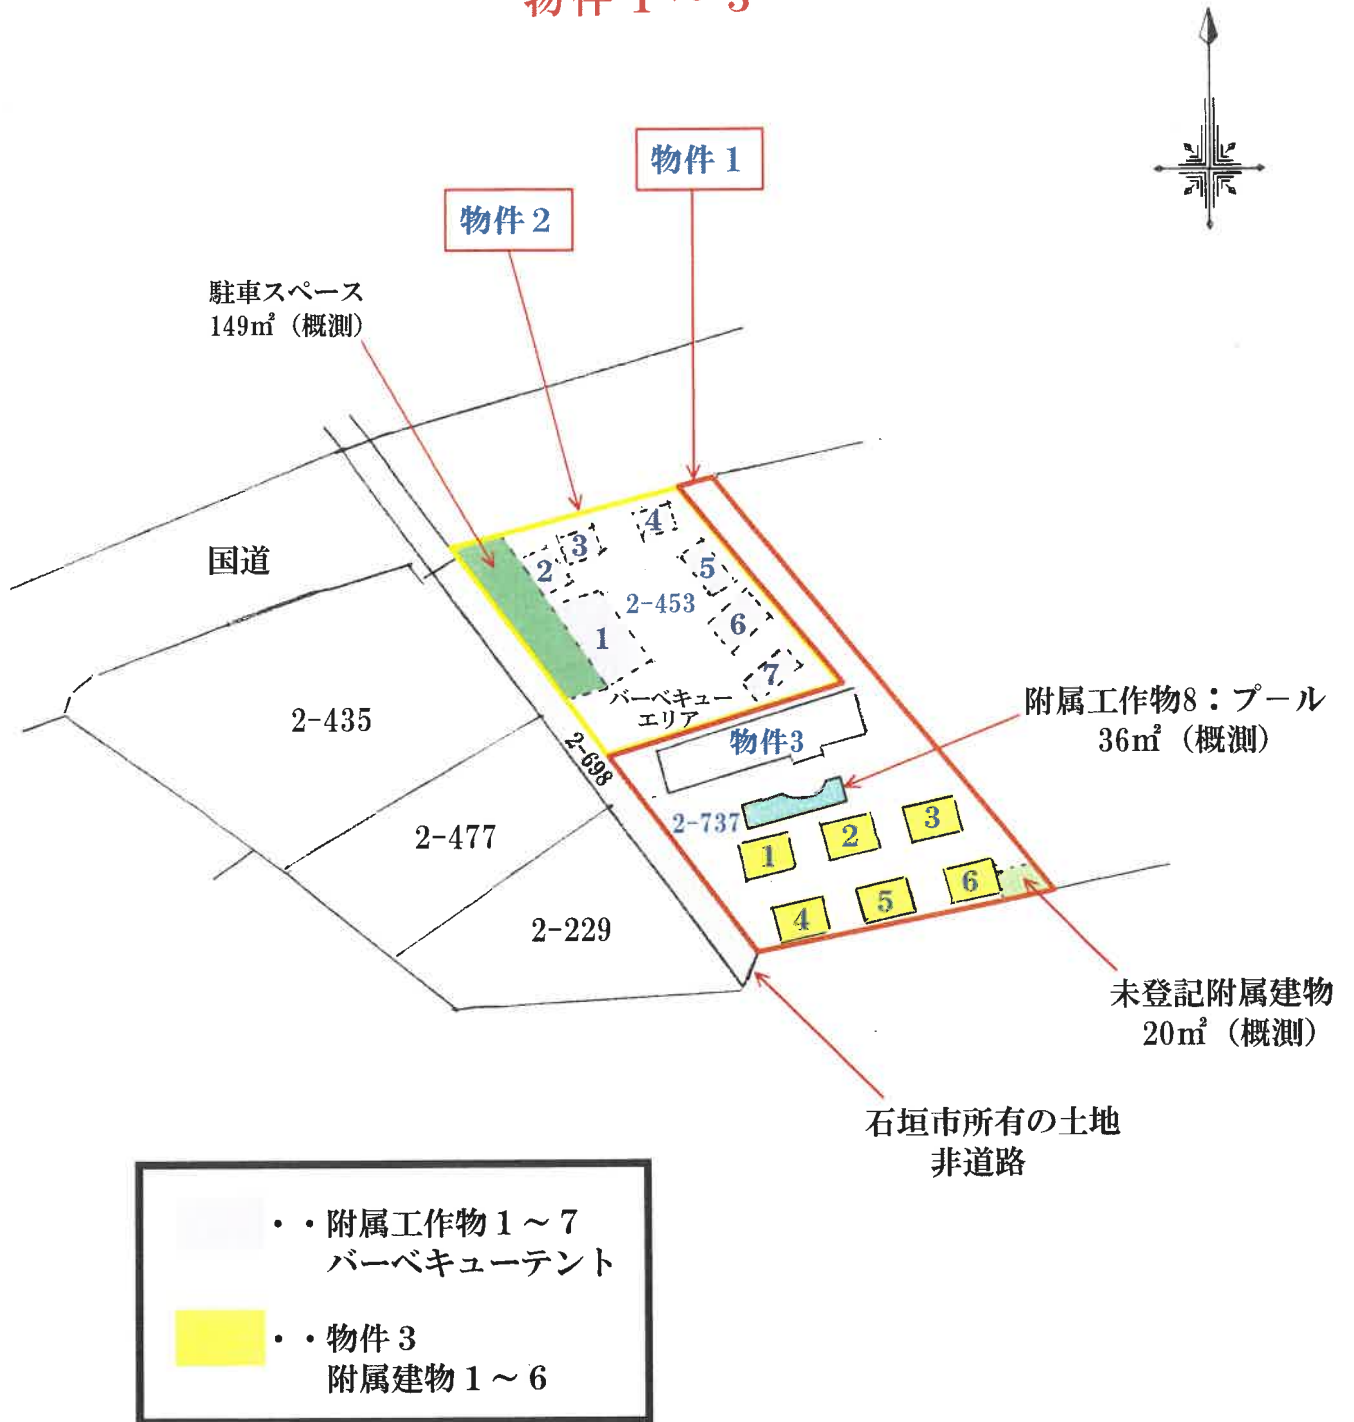 物件１～３
物件１
物件２
駐車スペース
149㎡（概測）
国道
4
3
2
5
2-453
6
1
7
バーベキュー
エリア
2-435
2-698
物件3
附属工作物8：プール
36㎡（概測）
2-737
3
2
1
2-477
6
5
4
2-229
未登記附属建物
20㎡（概測）
石垣市所有の土地
非道路
・・附属工作物１～７
バーベキューテント
・・物件３
附属建物１～６